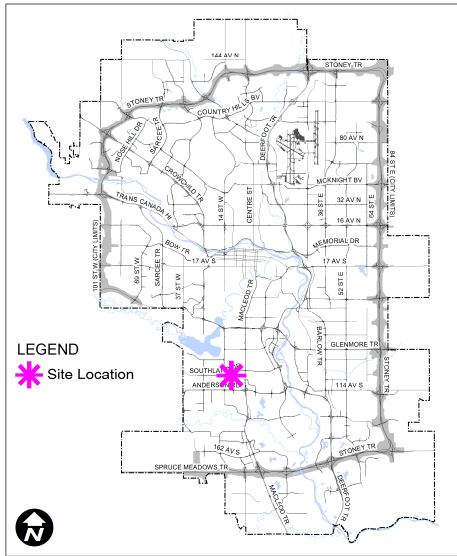 144 AV N
STONEY TR
STONEY TR
COUNTRY HILLS BV
DEERFOOT TR
NOSE HILL DR
SARCEE TR
80 AV N
84 ST E (CITY LIMITS)
CROWCHILD TR
MCKNIGHT BV
14 ST W
CENTRE ST
36 ST E
32 AV N
64 ST E
TRANS CANADA HI
16 AV N
101 ST W (CITY LIMITS)
BOW TR
MEMORIAL DR
17 AV S
17 AV S
69 ST W
SARCEE TR
37 ST W
52 ST E
MACLEOD TR
BARLOW TR
LEGEND
GLENMORE TR
Site Location
STONEY TR
114 AV S
162 AV S
STONEY TR
SPRUCE MEADOWS TR
MACLEOD TR
DEERFOOT TR
N